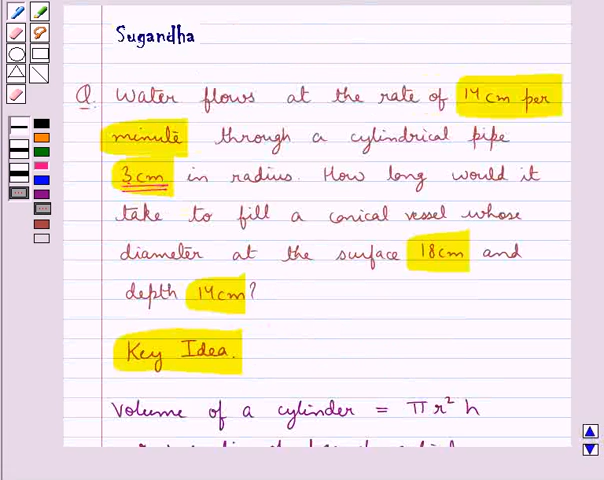 Sugandha
Q. Water flows at the rate of 14 cm per
minute through a cylindrical pipe
3 cm in radius. How long would it
take to fill a conical vessel whose
diameter at the surface 18cm and
depth 14cm?
Key Idea.
Volume of a cylinder = πr² h